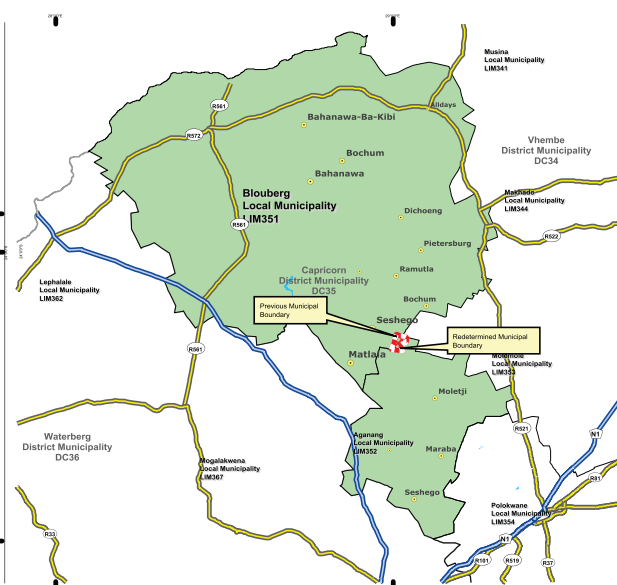 Musina
Local Municipality
LIM341
R561
Alldays
Bahanawa-Ba-Kibi
R572
Vhembe
District Municipality
DC34
Bochum
Bahanawa
Blouberg
Local Municipality
LIM351
Makhado
Local Municipality
LIM344
Dichoeng
R561
R522
Pietersburg
Capricorn
District Municipality
DC35
Ramutla
Lephalale
Local Municipality
LIM362
Bochum
Previous Municipal
Boundary
Seshego
Redetermined Municipal
Boundary
R561
Matlala
Molemole
Local Municipality
LIM353
Moletji
R521
N1
Waterberg
District Municipality
DC36
Aganang
Local Municipality
LIM352
Maraba
Mogalakwena
Local Municipality
LIM367
R81
Seshego
Polokwane
Local Municipality
LIM354
R33
N1
R101
R519
R37